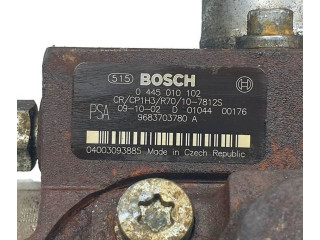 515 BOSCH
0 445 010 102
CR/CP1H3/R70/10-7812S
PSA 09-10-02 D 01044 00176
9683703780 A
04003093885 Made in Czech Republic